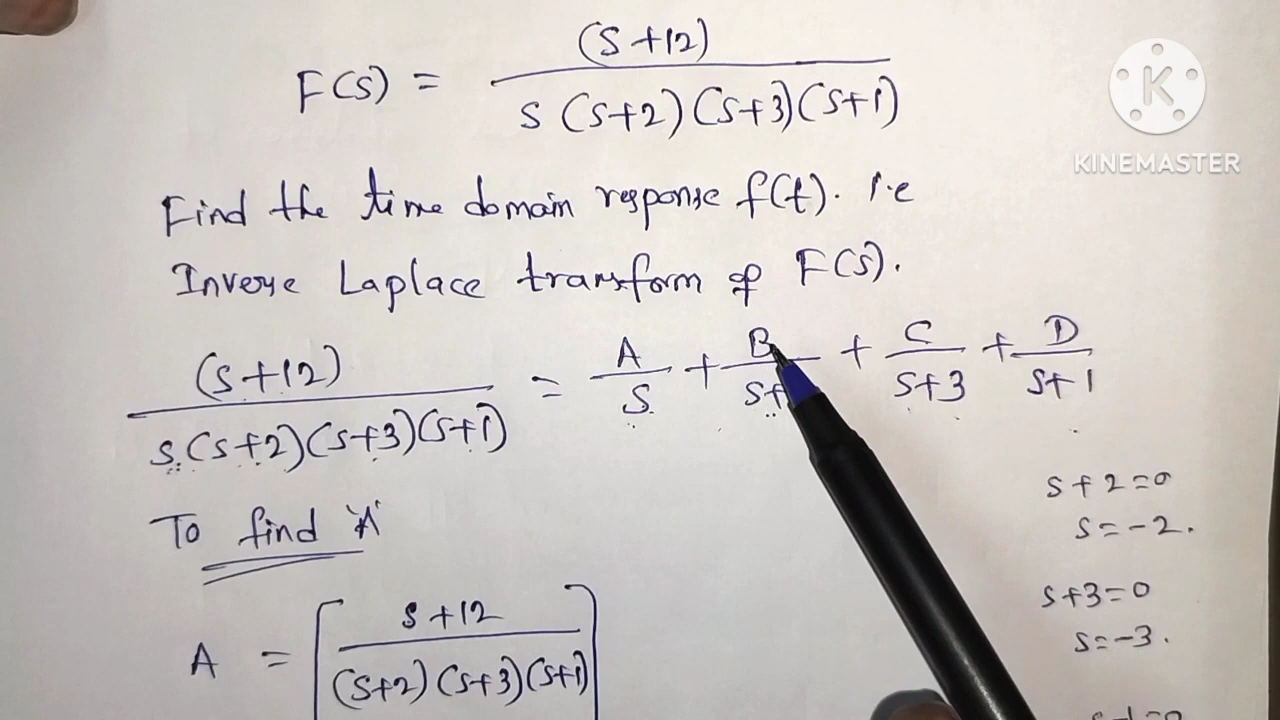 F(s) = (s+12) / s(s+2)(s+3)(s+1)
KINEMASTER
Find the time domain response f(t). i.e
Inverse Laplace transform of F(s).
(s+12) / s(s+2)(s+3)(s+1) = A/s + B/s+ + C/s+3 + D/s+1
s+2=0
s=-2.
To find 'A'
s+3=0
s=-3.
A = [s+12 / (s+2)(s+3)(s+1)]